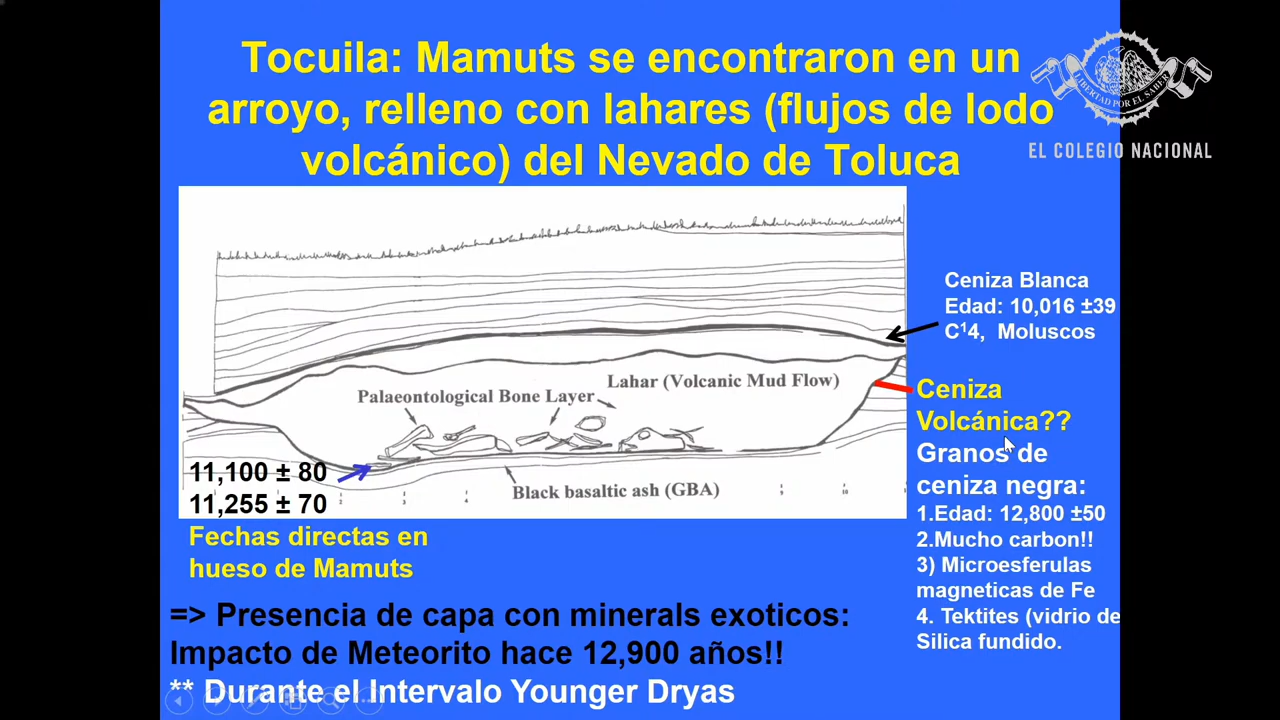 Tocuila: Mamuts se encontraron en un
arroyo, relleno con lahares (flujos de lodo
volcánico) del Nevado de Toluca
LIBERTAD POR EL SABER
EL COLEGIO NACIONAL
Ceniza Blanca
Edad: 10,016 ±39
C¹4, Moluscos
Lahar (Volcanic Mud Flow)
Palaeontological Bone Layer
Ceniza
Volcánica??
Granos de
ceniza negra:
1.Edad: 12,800 ±50
2.Mucho carbon!!
3) Microesferulas
magneticas de Fe
4. Tektites (vidrio de
Silica fundido.
11,100 ± 80
11,255 ± 70
Black basaltic ash (GBA)
Fechas directas en
hueso de Mamuts
=> Presencia de capa con minerals exoticos:
Impacto de Meteorito hace 12,900 años!!
** Durante el Intervalo Younger Dryas